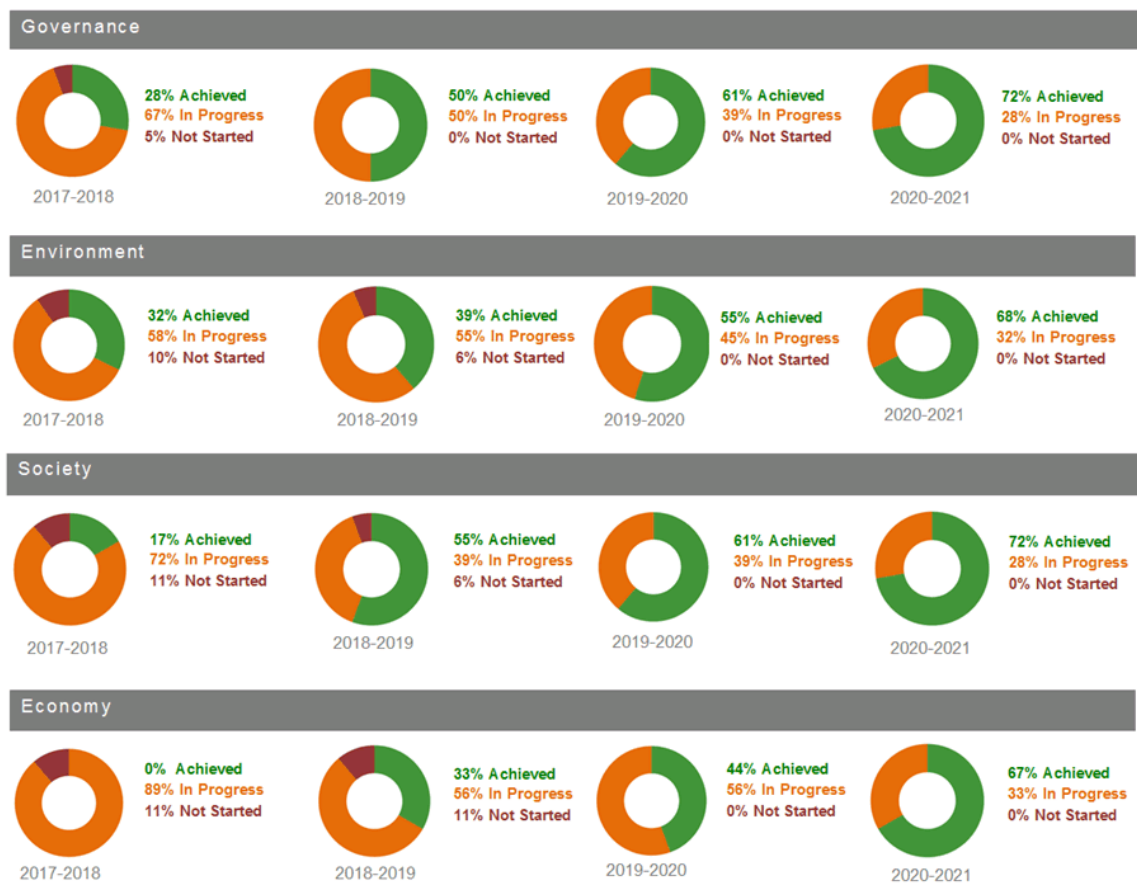 Governance
28% Achieved
67% In Progress
5% Not Started
2017-2018
50% Achieved
50% In Progress
0% Not Started
2018-2019
61% Achieved
39% In Progress
0% Not Started
2019-2020
72% Achieved
28% In Progress
0% Not Started
2020-2021
Environment
32% Achieved
58% In Progress
10% Not Started
2017-2018
39% Achieved
55% In Progress
6% Not Started
2018-2019
55% Achieved
45% In Progress
0% Not Started
2019-2020
68% Achieved
32% In Progress
0% Not Started
2020-2021
Society
17% Achieved
72% In Progress
11% Not Started
2017-2018
55% Achieved
39% In Progress
6% Not Started
2018-2019
61% Achieved
39% In Progress
0% Not Started
2019-2020
72% Achieved
28% In Progress
0% Not Started
2020-2021
Economy
0% Achieved
89% In Progress
11% Not Started
2017-2018
33% Achieved
56% In Progress
11% Not Started
2018-2019
44% Achieved
56% In Progress
0% Not Started
2019-2020
67% Achieved
33% In Progress
0% Not Started
2020-2021